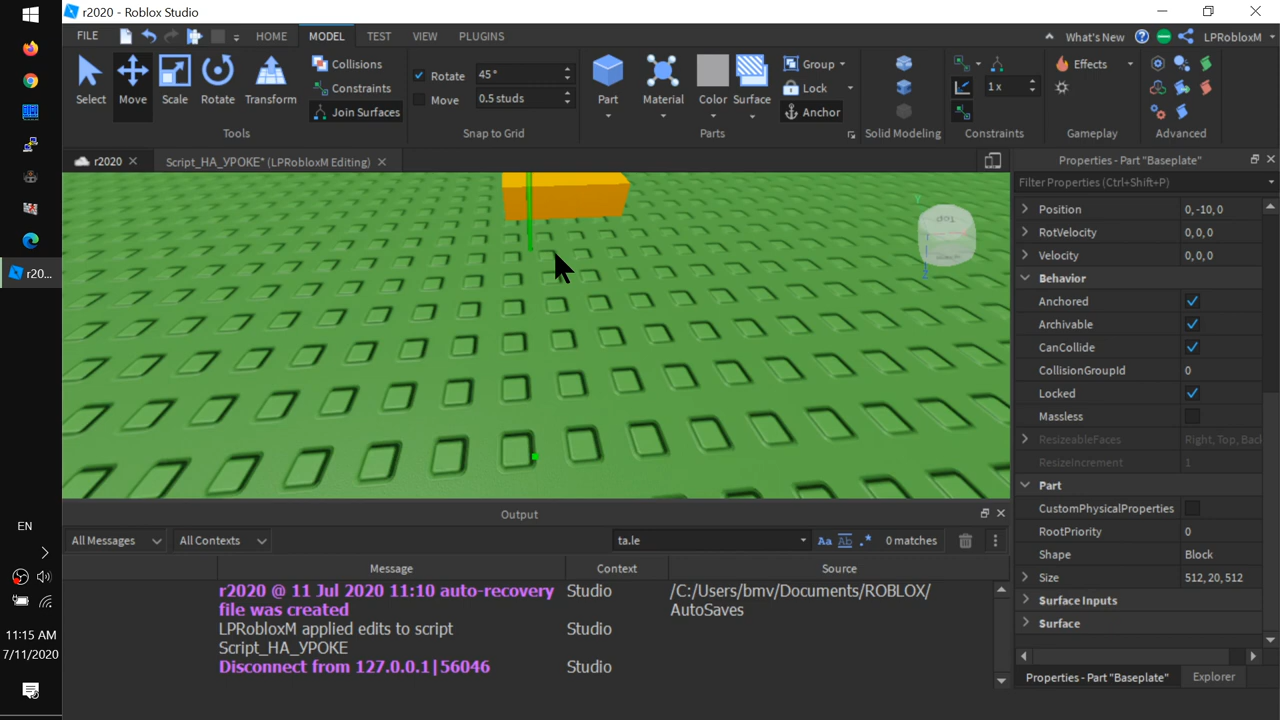 r2020 - Roblox Studio
FILE HOME MODEL TEST VIEW PLUGINS What's New LPRobloxM
Select Move Scale Rotate Transform
Collisions
Constraints
Join Surfaces
Tools
Rotate 45°
Move 0.5 studs
Snap to Grid
Part Material Color Surface
Group
Lock
Anchor
Parts
Solid Modeling
1 x
Constraints
Effects
Gameplay
Advanced
r2020 Script_НА_УРОКЕ* (LPRobloxM Editing)
Properties - Part "Baseplate"
Filter Properties (Ctrl+Shift+P)
Position 0, -10, 0
RotVelocity 0, 0, 0
Velocity 0, 0, 0
Behavior
Anchored
Archivable
CanCollide
CollisionGroupId 0
Locked
Massless
ResizeableFaces Right, Top, Bac
ResizeIncrement 1
Part
CustomPhysicalProperties
RootPriority 0
Shape Block
Size 512, 20, 512
Surface Inputs
Surface
Properties - Part "Baseplate" Explorer
Y
Z
TOP
Output
All Messages All Contexts ta.le Aa Ab .* 0 matches
Message Context Source
r2020 @ 11 Jul 2020 11:10 auto-recovery Studio /C:/Users/bmv/Documents/ROBLOX/
file was created AutoSaves
LPRobloxM applied edits to script Studio
Script_НА_УРОКЕ
Disconnect from 127.0.0.1|56046 Studio
r20...
EN
11:15 AM
7/11/2020